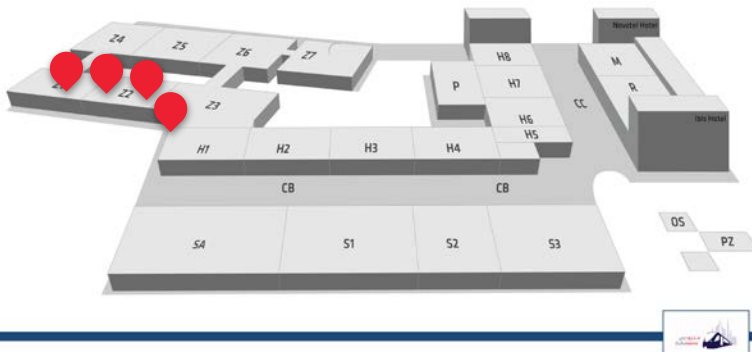 Novotel Hotel
Z4
Z5
Z6
Z7
H8
M
Z2
P
H7
R
Z3
CC
H6
Ibis Hotel
H5
H1
H2
H3
H4
CB
CB
SA
S1
S2
S3
OS
PZ